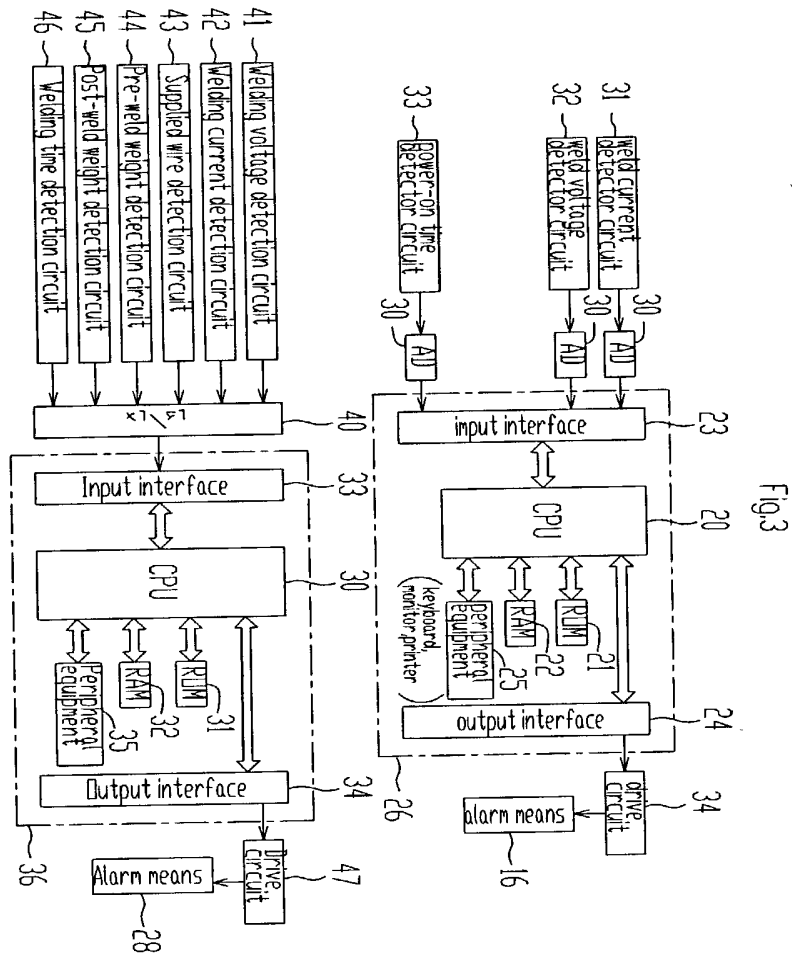 Fig.3
31
weld current
detector circuit
30
AD
32
weld voltage
detector circuit
30
AD
33
power-on time
detector circuit
30
AD
23
input interface
20
CPU
ROM
21
RAM
22
peripheral
equipment
25
(keyboard,
monitor,printer)
24
output interface
26
34
drive
circuit
alarm means
16
41
Welding voltage detection circuit
42
Welding current detection circuit
43
Supplied wire detection circuit
44
Pre-weld weight detection circuit
45
Post-weld weight detection circuit
46
Welding time detection circuit
40
33
Input interface
30
CPU
ROM
31
RAM
32
Peripheral
equipment
35
34
Output interface
36
47
Drive
circuit
Alarm means
28